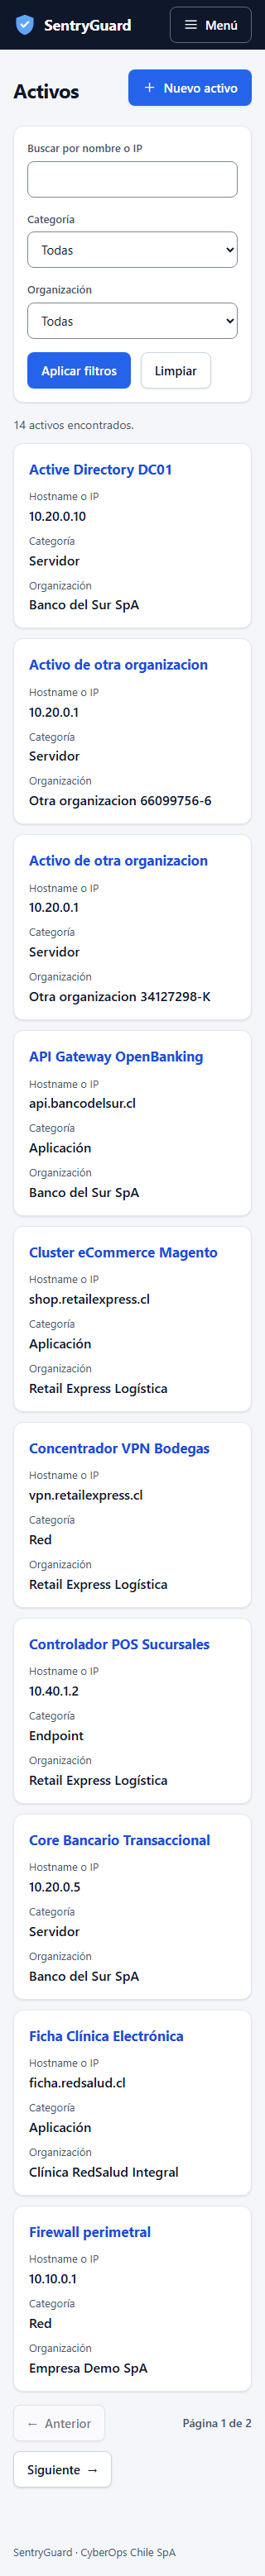 SentryGuard
Menú
Activos
Nuevo activo
Buscar por nombre o IP
Categoría
Todas
Organización
Todas
Aplicar filtros
Limpiar
14 activos encontrados.
Active Directory DC01
Hostname o IP
10.20.0.10
Categoría
Servidor
Organización
Banco del Sur SpA
Activo de otra organizacion
Hostname o IP
10.20.0.1
Categoría
Servidor
Organización
Otra organizacion 66099756-6
Activo de otra organizacion
Hostname o IP
10.20.0.1
Categoría
Servidor
Organización
Otra organizacion 34127298-K
API Gateway OpenBanking
Hostname o IP
api.bancodelsur.cl
Categoría
Aplicación
Organización
Banco del Sur SpA
Cluster eCommerce Magento
Hostname o IP
shop.retailexpress.cl
Categoría
Aplicación
Organización
Retail Express Logística
Concentrador VPN Bodegas
Hostname o IP
vpn.retailexpress.cl
Categoría
Red
Organización
Retail Express Logística
Controlador POS Sucursales
Hostname o IP
10.40.1.2
Categoría
Endpoint
Organización
Retail Express Logística
Core Bancario Transaccional
Hostname o IP
10.20.0.5
Categoría
Servidor
Organización
Banco del Sur SpA
Ficha Clínica Electrónica
Hostname o IP
ficha.redsalud.cl
Categoría
Aplicación
Organización
Clínica RedSalud Integral
Firewall perimetral
Hostname o IP
10.10.0.1
Categoría
Red
Organización
Empresa Demo SpA
← Anterior
Página 1 de 2
Siguiente →
SentryGuard · CyberOps Chile SpA